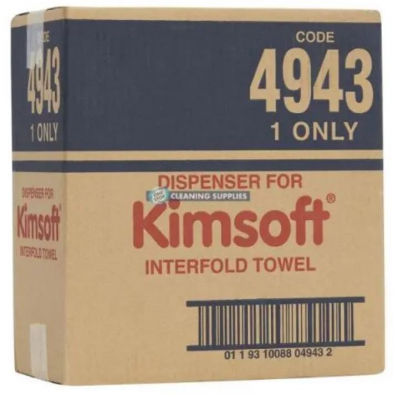 CODE
4943
1 ONLY
DISPENSER FOR
CLEANING SUPPLIES
Kimsoft®
INTERFOLD TOWEL
01 1 93 10088 04943 2
4943
1 ONLY
DISPENSER FOR
Kimsoft
INTERFOLD TOWEL